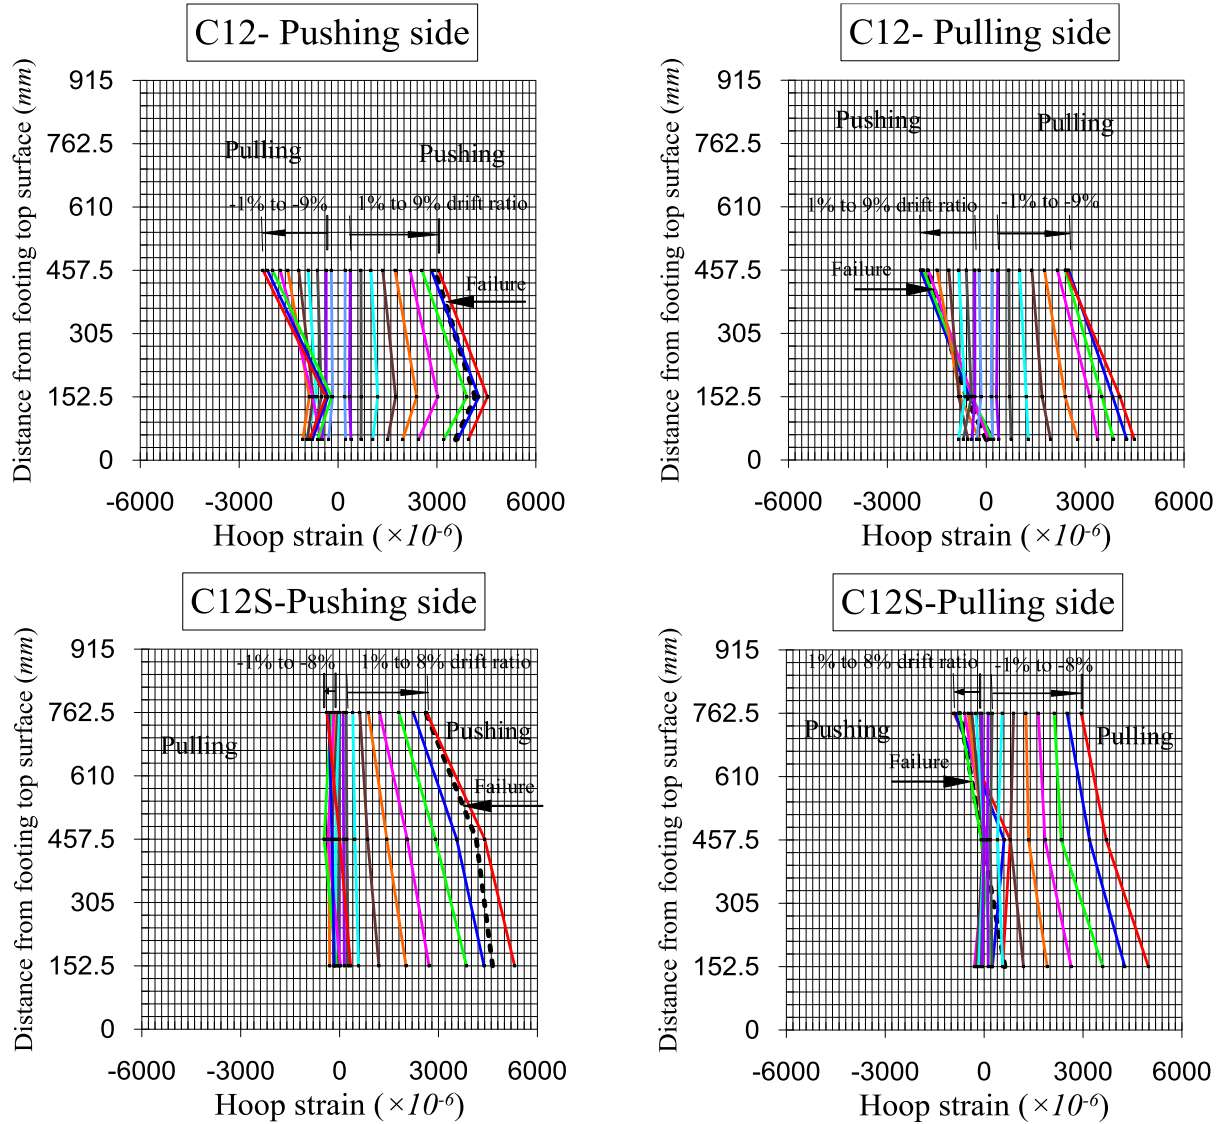 C12- Pushing side
Distance from footing top surface (mm)
915
762.5
610
457.5
305
152.5
0
Pulling
Pushing
-1% to -9%
1% to 9% drift ratio
Failure
-6000 -3000 0 3000 6000
Hoop strain (×10⁻⁶)
C12- Pulling side
Distance from footing top surface (mm)
915
762.5
610
457.5
305
152.5
0
Pushing
Pulling
1% to 9% drift ratio
-1% to -9%
Failure
-6000 -3000 0 3000 6000
Hoop strain (×10⁻⁶)
C12S-Pushing side
Distance from footing top surface (mm)
915
762.5
610
457.5
305
152.5
0
-1% to -8%
1% to 8% drift ratio
Pulling
Pushing
Failure
-6000 -3000 0 3000 6000
Hoop strain (×10⁻⁶)
C12S-Pulling side
Distance from footing top surface (mm)
915
762.5
610
457.5
305
152.5
0
1% to 8% drift ratio
-1% to -8%
Pushing
Pulling
Failure
-6000 -3000 0 3000 6000
Hoop strain (×10⁻⁶)